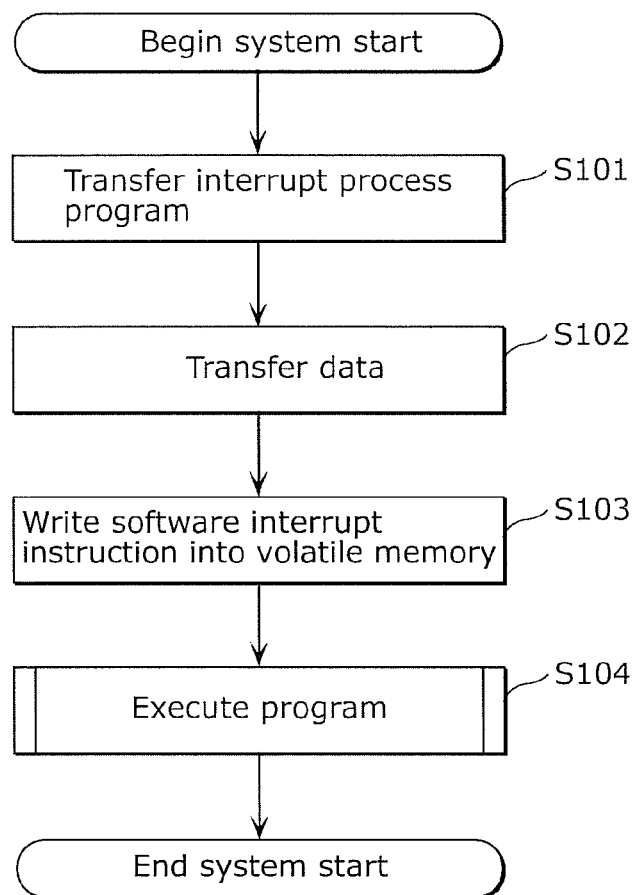 Begin system start
S101
Transfer interrupt process
program
S102
Transfer data
S103
Write software interrupt
instruction into volatile memory
S104
Execute program
End system start